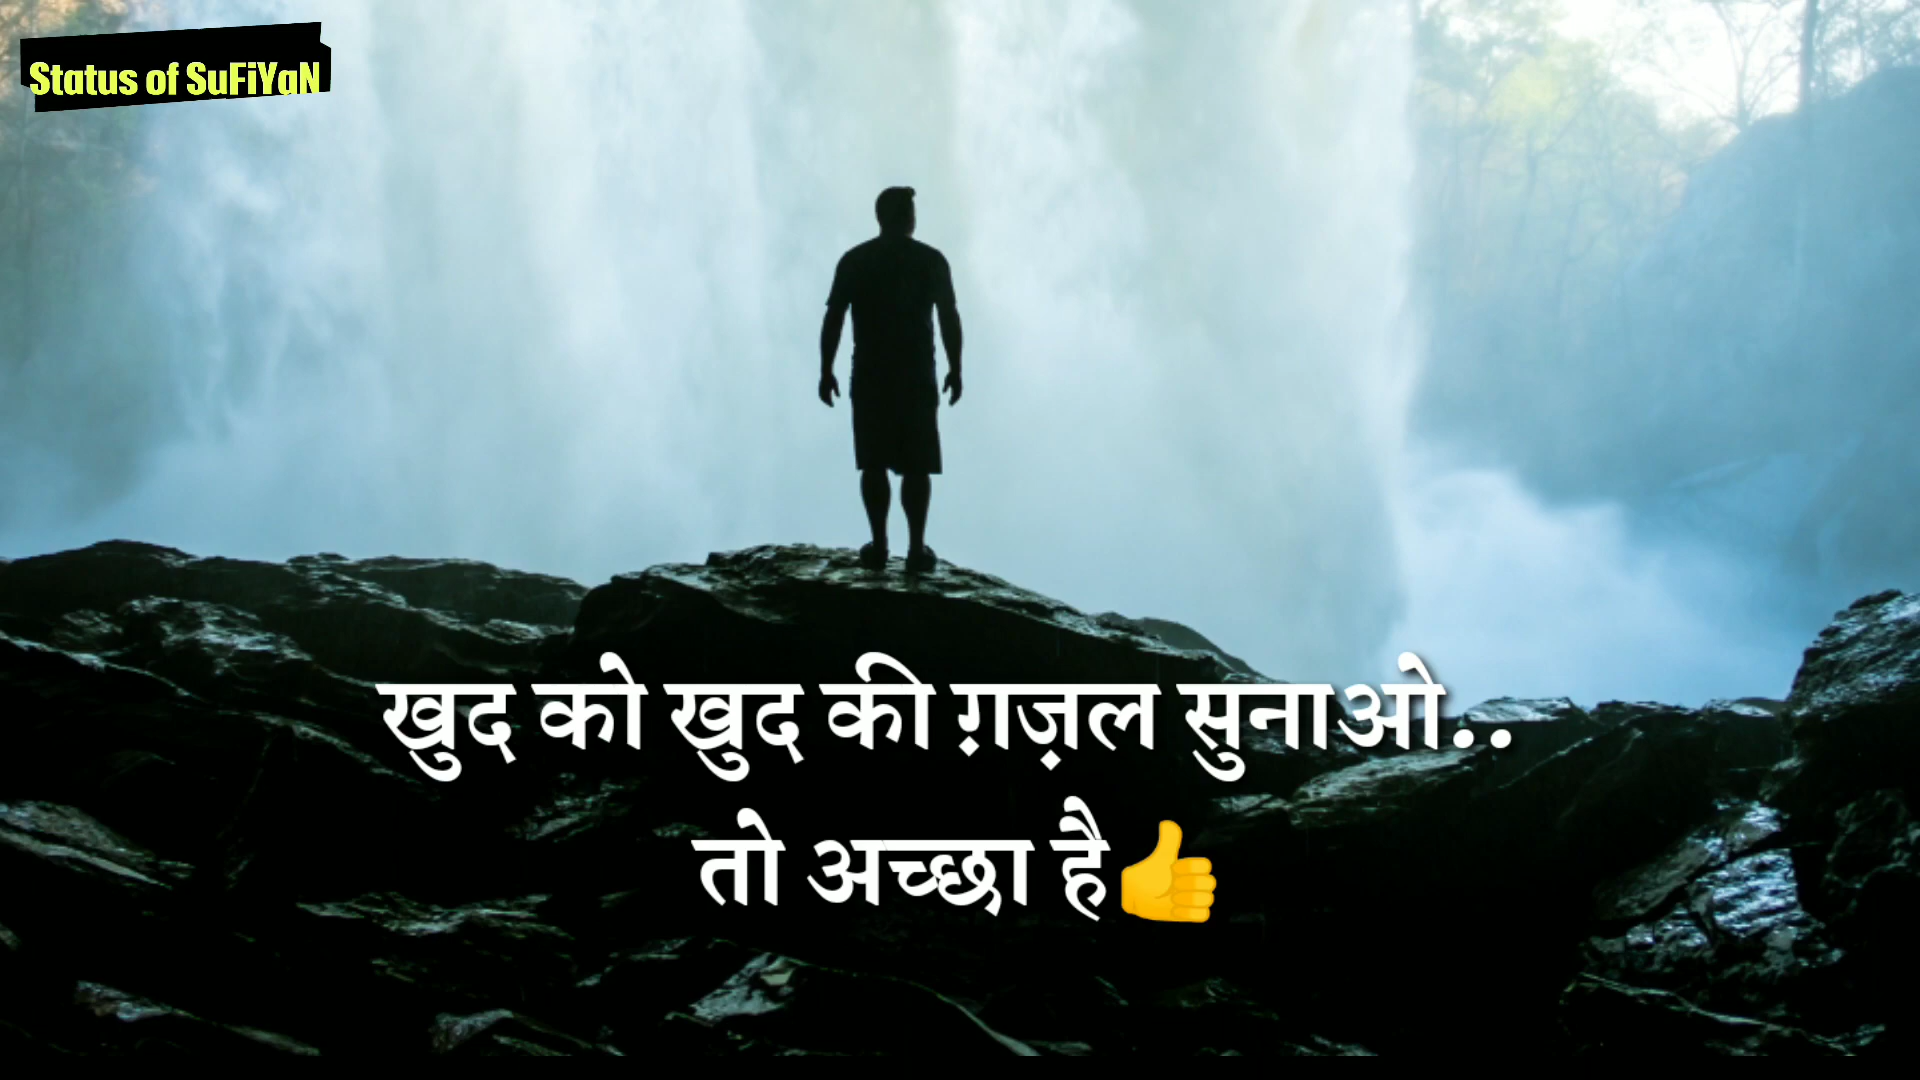 Status of SuFiYaN
खुद को खुद की ग़ज़ल सुनाओ..
तो अच्छा है👍